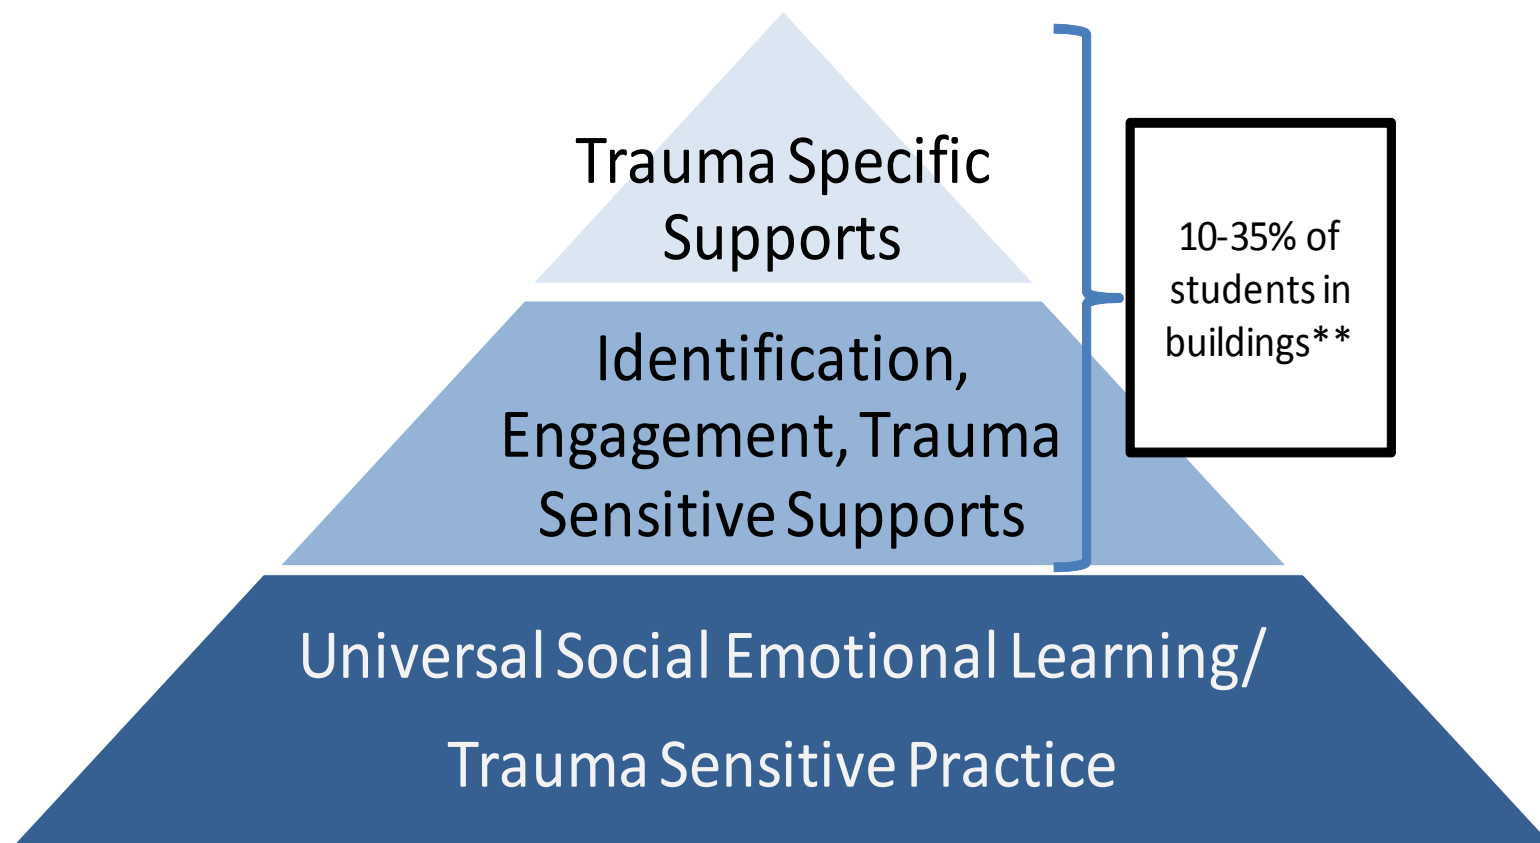 Trauma Specific
Supports
10-35% of
students in
buildings**
Identification,
Engagement, Trauma
Sensitive Supports
Universal Social Emotional Learning/
Trauma Sensitive Practice